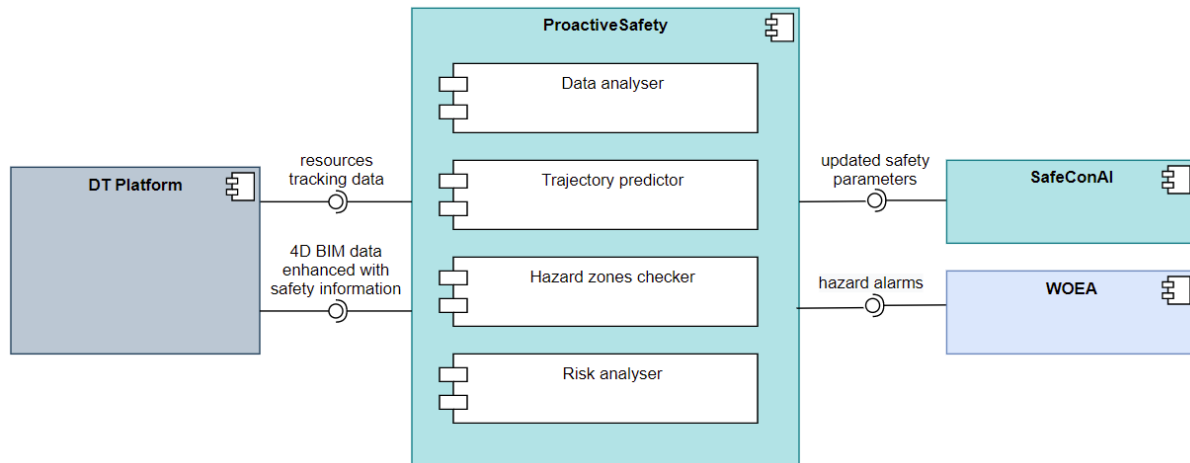 ProactiveSafety
Data analyser
Trajectory predictor
Hazard zones checker
Risk analyser
DT Platform
resources
tracking data
4D BIM data
enhanced with
safety information
updated safety
parameters
hazard alarms
SafeConAI
WOEA